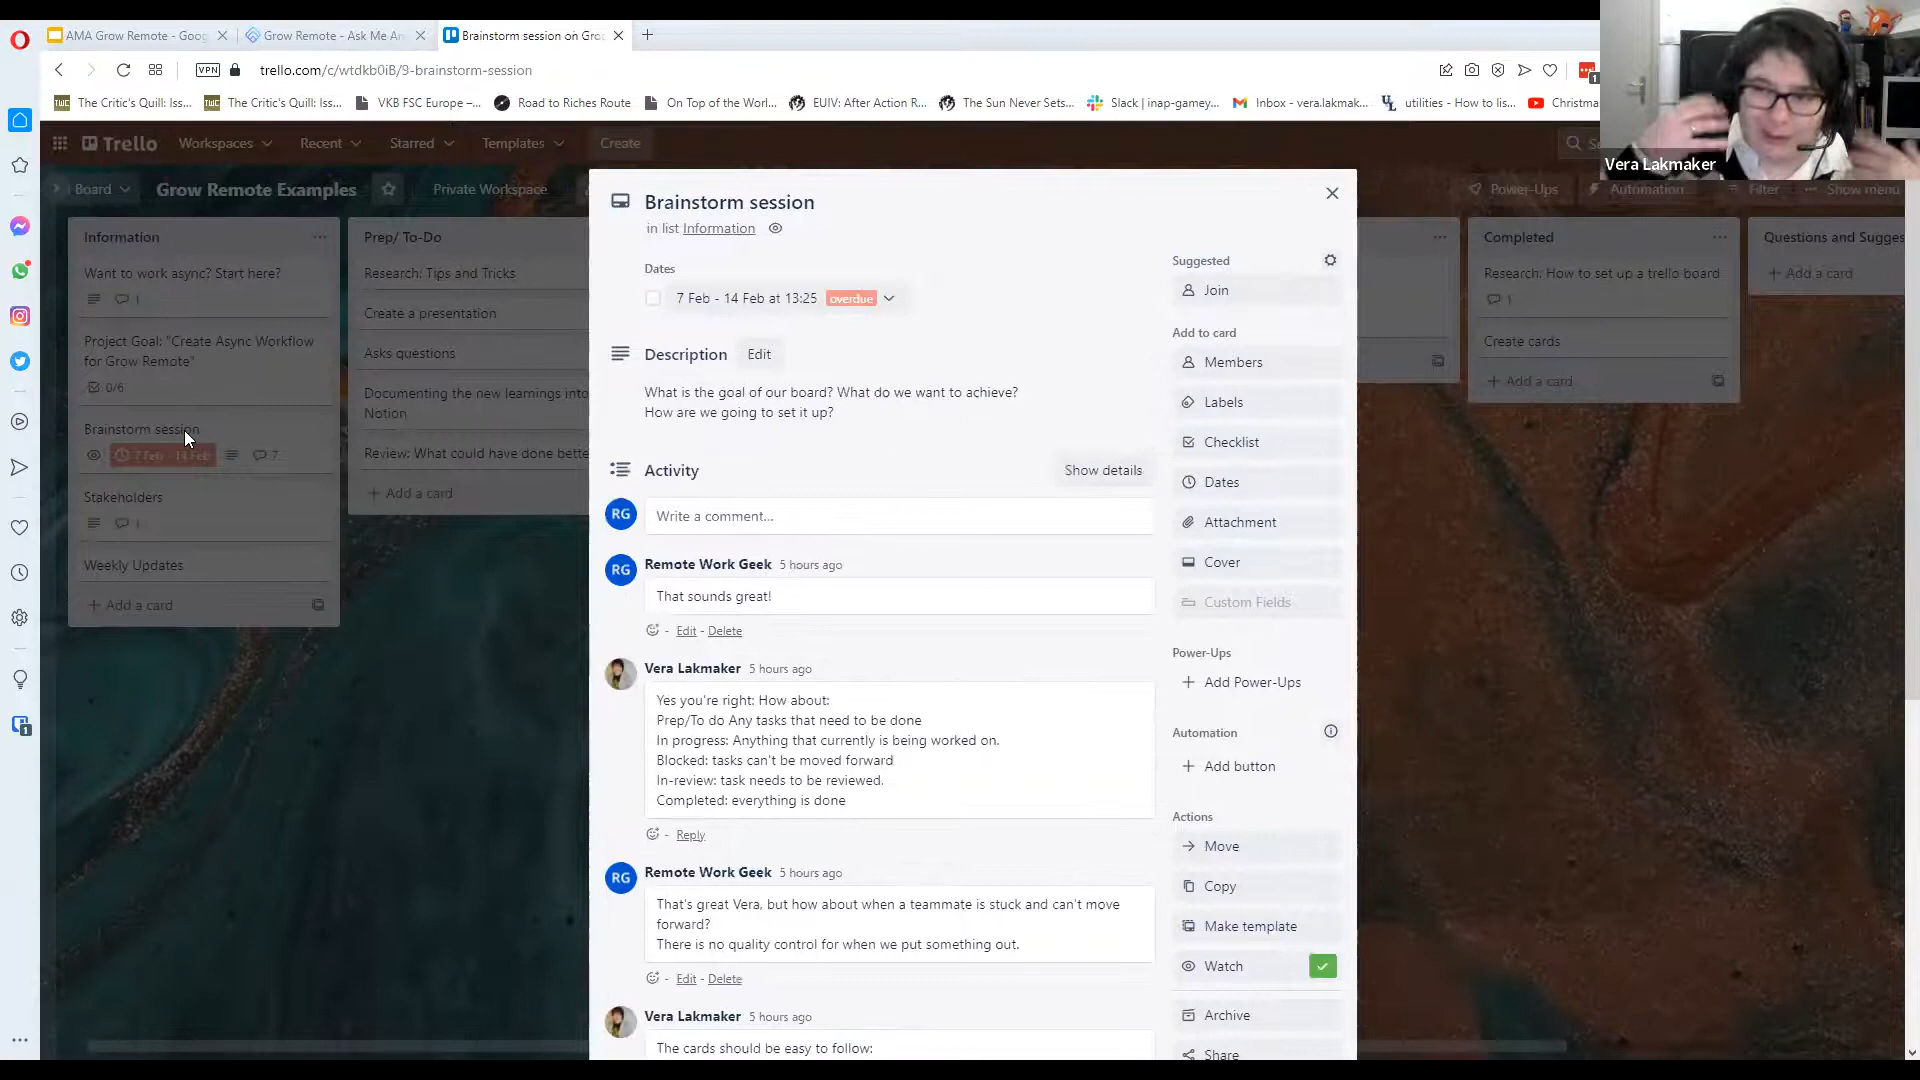 AMA Grow Remote - Goog
Grow Remote - Ask Me An
Brainstorm session on Gro
VPN
trello.com/c/wtdkb0iB/9-brainstorm-session
1
The Critic's Quill: Iss...
The Critic's Quill: Iss...
VKB FSC Europe –...
Road to Riches Route
On Top of the Worl...
EUIV: After Action R...
The Sun Never Sets...
Slack | inap-gamey...
Inbox - vera.lakmak...
utilities - How to lis...
Christma
Vera Lakmaker
Trello
Workspaces
Recent
Starred
Templates
Create
Board
Grow Remote Examples
Private Workspace
Power-Ups
Automation
Filter
Show menu
Information
Want to work async? Start here?
1
Project Goal: "Create Async Workflow
for Grow Remote"
0/6
Brainstorm session
7 Feb - 14 Feb
7
Stakeholders
1
Weekly Updates
Add a card
Prep/ To-Do
Research: Tips and Tricks
Create a presentation
Asks questions
Documenting the new learnings into
Notion
Review: What could have done bette
Add a card
Brainstorm session
in list Information
Dates
7 Feb - 14 Feb at 13:25 overdue
Description
Edit
What is the goal of our board? What do we want to achieve?
How are we going to set it up?
Activity
Show details
RG
Write a comment...
RG
Remote Work Geek 5 hours ago
That sounds great!
- Edit - Delete
Vera Lakmaker 5 hours ago
Yes you're right: How about:
Prep/To do Any tasks that need to be done
In progress: Anything that currently is being worked on.
Blocked: tasks can't be moved forward
In-review: task needs to be reviewed.
Completed: everything is done
- Reply
RG
Remote Work Geek 5 hours ago
That's great Vera, but how about when a teammate is stuck and can't move
forward?
There is no quality control for when we put something out.
- Edit - Delete
Vera Lakmaker 5 hours ago
The cards should be easy to follow:
Suggested
Join
Add to card
Members
Labels
Checklist
Dates
Attachment
Cover
Custom Fields
Power-Ups
Add Power-Ups
Automation
Add button
Actions
Move
Copy
Make template
Watch
Archive
Share
Completed
Research: How to set up a trello board
1
Create cards
Add a card
Questions and Sugges
Add a card
1